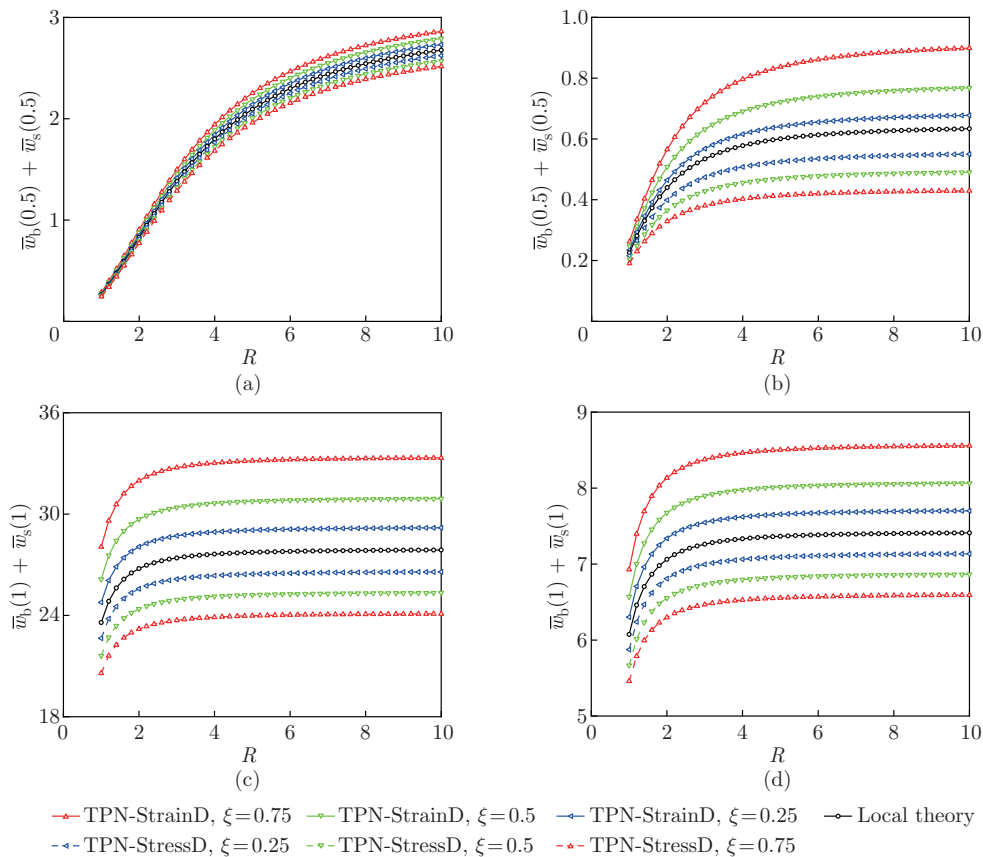 3
2
1
0
2
4
6
8
10
w̅b(0.5) + w̅s(0.5)
R
(a)
1.0
0.8
0.6
0.4
0.2
0
2
4
6
8
10
w̅b(0.5) + w̅s(0.5)
R
(b)
36
30
24
18
0
2
4
6
8
10
w̅b(1) + w̅s(1)
R
(c)
9
8
7
6
5
0
2
4
6
8
10
w̅b(1) + w̅s(1)
R
(d)
TPN-StrainD, ξ=0.75 TPN-StrainD, ξ=0.5 TPN-StrainD, ξ=0.25 Local theory
TPN-StressD, ξ=0.25 TPN-StressD, ξ=0.5 TPN-StressD, ξ=0.75